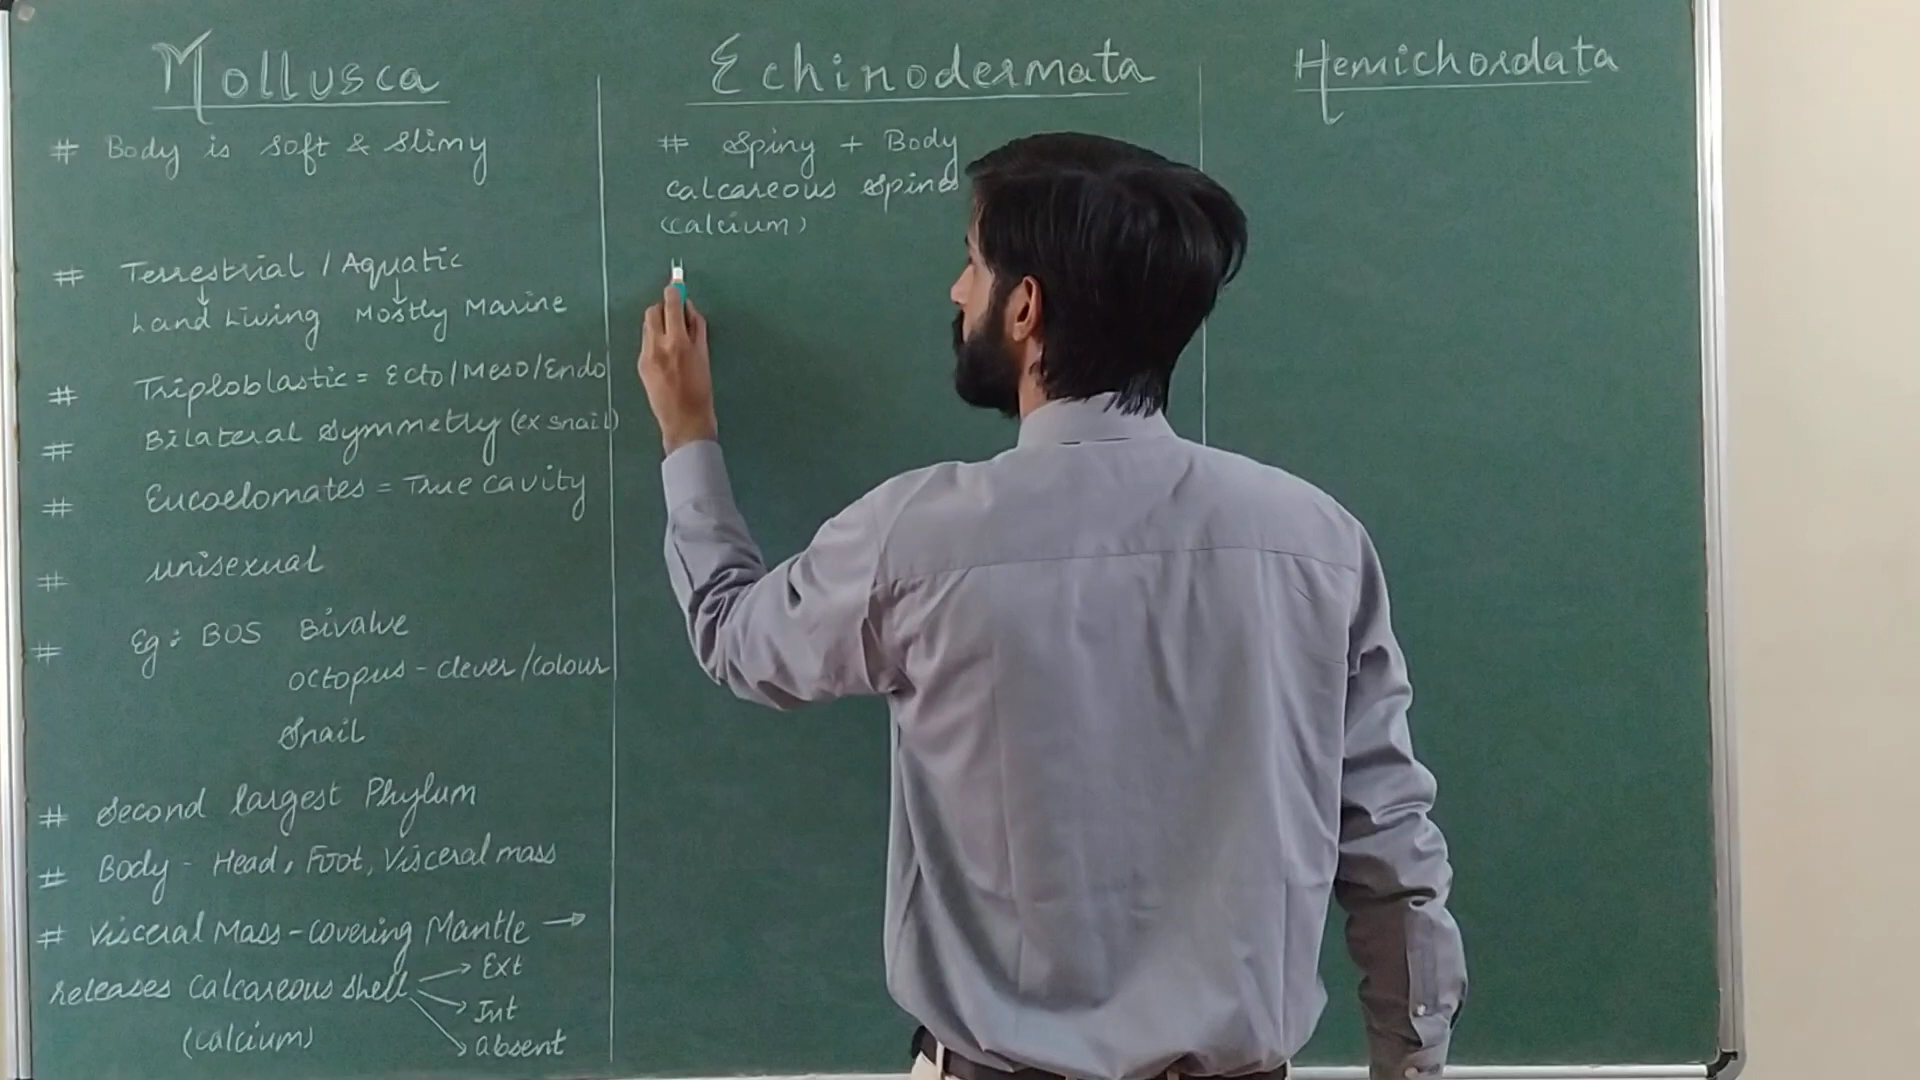 Mollusca
# Body is soft & slimy
# Terrestrial / Aquatic
Land Living Mostly Marine
# Triploblastic = Ecto/Meso/Endo
# Bilateral symmetry (ex snail)
# Eucoelomates = True cavity
# unisexual
# Eg: BOS Bivalve
octopus - clever/colour
Snail
# Second largest Phylum
# Body - Head, Foot, Visceral mass
# Visceral Mass - covering Mantle →
releases calcareous shell → Ext
→ Int
(calcium) → absent
Echinodermata
# Spiny + Body
calcareous spines
(calcium)
Hemichordata